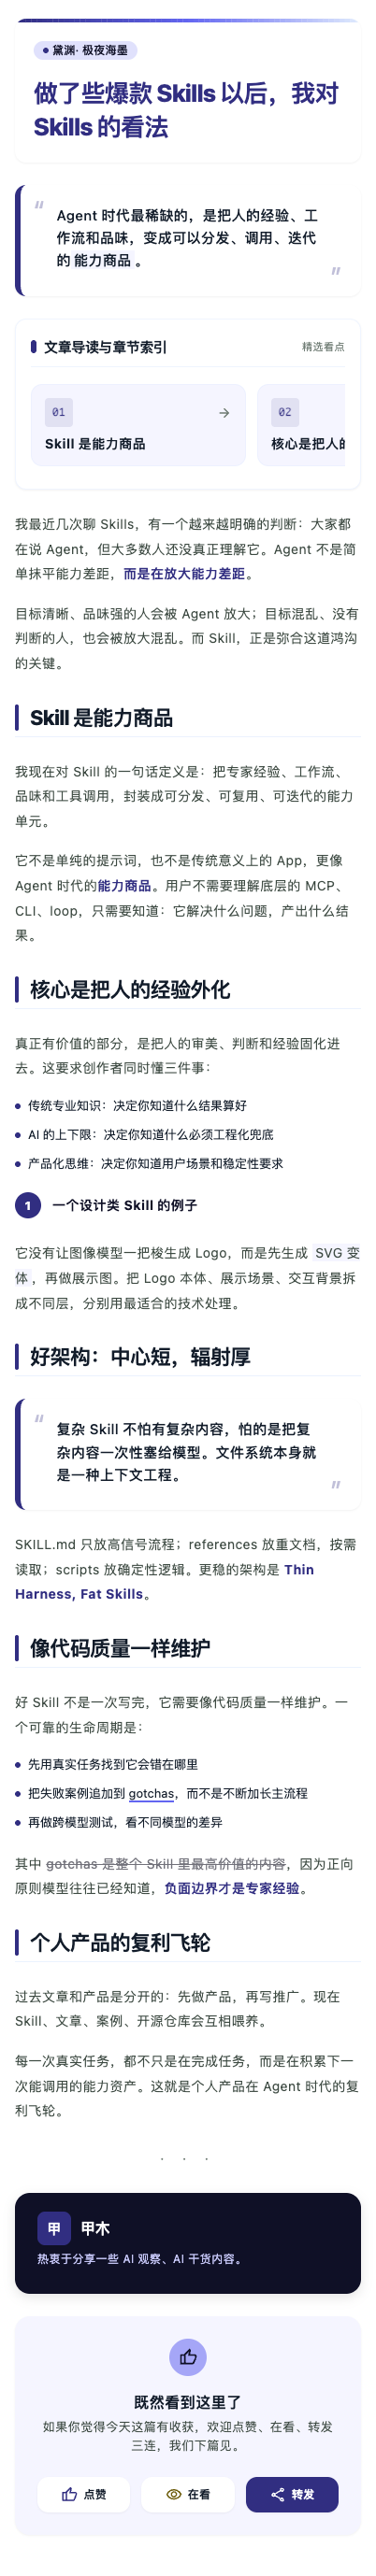 黛渊· 极夜海墨
做了些爆款 Skills 以后，我对
Skills 的看法
"
Agent 时代最稀缺的，是把人的经验、工
作流和品味，变成可以分发、调用、迭代
的 能力商品 。
"
文章导读与章节索引 精选看点
01 → 02
Skill 是能力商品 核心是把人的
我最近几次聊 Skills，有一个越来越明确的判断：大家都
在说 Agent，但大多数人还没真正理解它。Agent 不是简
单抹平能力差距，而是在放大能力差距。
目标清晰、品味强的人会被 Agent 放大；目标混乱、没有
判断的人，也会被放大混乱。而 Skill，正是弥合这道鸿沟
的关键。
Skill 是能力商品
我现在对 Skill 的一句话定义是：把专家经验、工作流、
品味和工具调用，封装成可分发、可复用、可迭代的能力
单元。
它不是单纯的提示词，也不是传统意义上的 App，更像
Agent 时代的能力商品。用户不需要理解底层的 MCP、
CLI、loop，只需要知道：它解决什么问题，产出什么结
果。
核心是把人的经验外化
真正有价值的部分，是把人的审美、判断和经验固化进
去。这要求创作者同时懂三件事：
传统专业知识：决定你知道什么结果算好
AI 的上下限：决定你知道什么必须工程化兜底
产品化思维：决定你知道用户场景和稳定性要求
1 一个设计类 Skill 的例子
它没有让图像模型一把梭生成 Logo，而是先生成 SVG 变
体 ，再做展示图。把 Logo 本体、展示场景、交互背景拆
成不同层，分别用最适合的技术处理。
好架构：中心短，辐射厚
"
复杂 Skill 不怕有复杂内容，怕的是把复
杂内容一次性塞给模型。文件系统本身就
是一种上下文工程。
"
SKILL.md 只放高信号流程；references 放重文档，按需
读取；scripts 放确定性逻辑。更稳的架构是 Thin
Harness, Fat Skills。
像代码质量一样维护
好 Skill 不是一次写完，它需要像代码质量一样维护。一
个可靠的生命周期是：
先用真实任务找到它会错在哪里
把失败案例追加到 gotchas，而不是不断加长主流程
再做跨模型测试，看不同模型的差异
其中 gotchas 是整个 Skill 里最高价值的内容，因为正向
原则模型往往已经知道，负面边界才是专家经验。
个人产品的复利飞轮
过去文章和产品是分开的：先做产品，再写推广。现在
Skill、文章、案例、开源仓库会互相喂养。
每一次真实任务，都不只是在完成任务，而是在积累下一
次能调用的能力资产。这就是个人产品在 Agent 时代的复
利飞轮。
· · ·
甲 甲木
热衷于分享一些 AI 观察、AI 干货内容。
既然看到这里了
如果你觉得今天这篇有收获，欢迎点赞、在看、转发
三连，我们下篇见。
点赞 在看 转发